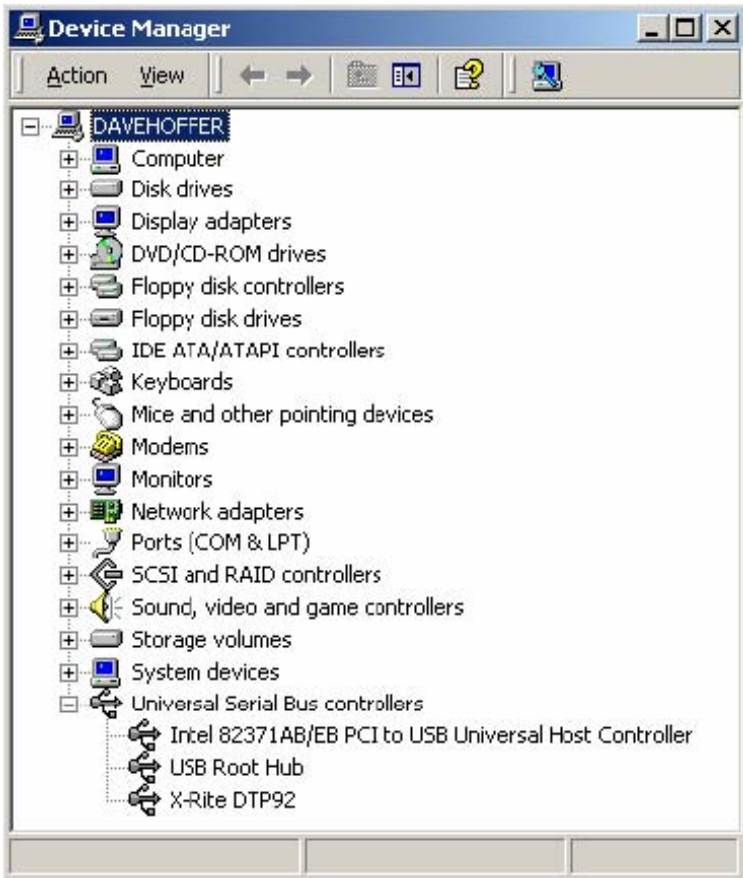 Device Manager
Action View
DAVEHOFFER
Computer
Disk drives
Display adapters
DVD/CD-ROM drives
Floppy disk controllers
Floppy disk drives
IDE ATA/ATAPI controllers
Keyboards
Mice and other pointing devices
Modems
Monitors
Network adapters
Ports (COM & LPT)
SCSI and RAID controllers
Sound, video and game controllers
Storage volumes
System devices
Universal Serial Bus controllers
Intel 82371AB/EB PCI to USB Universal Host Controller
USB Root Hub
X-Rite DTP92